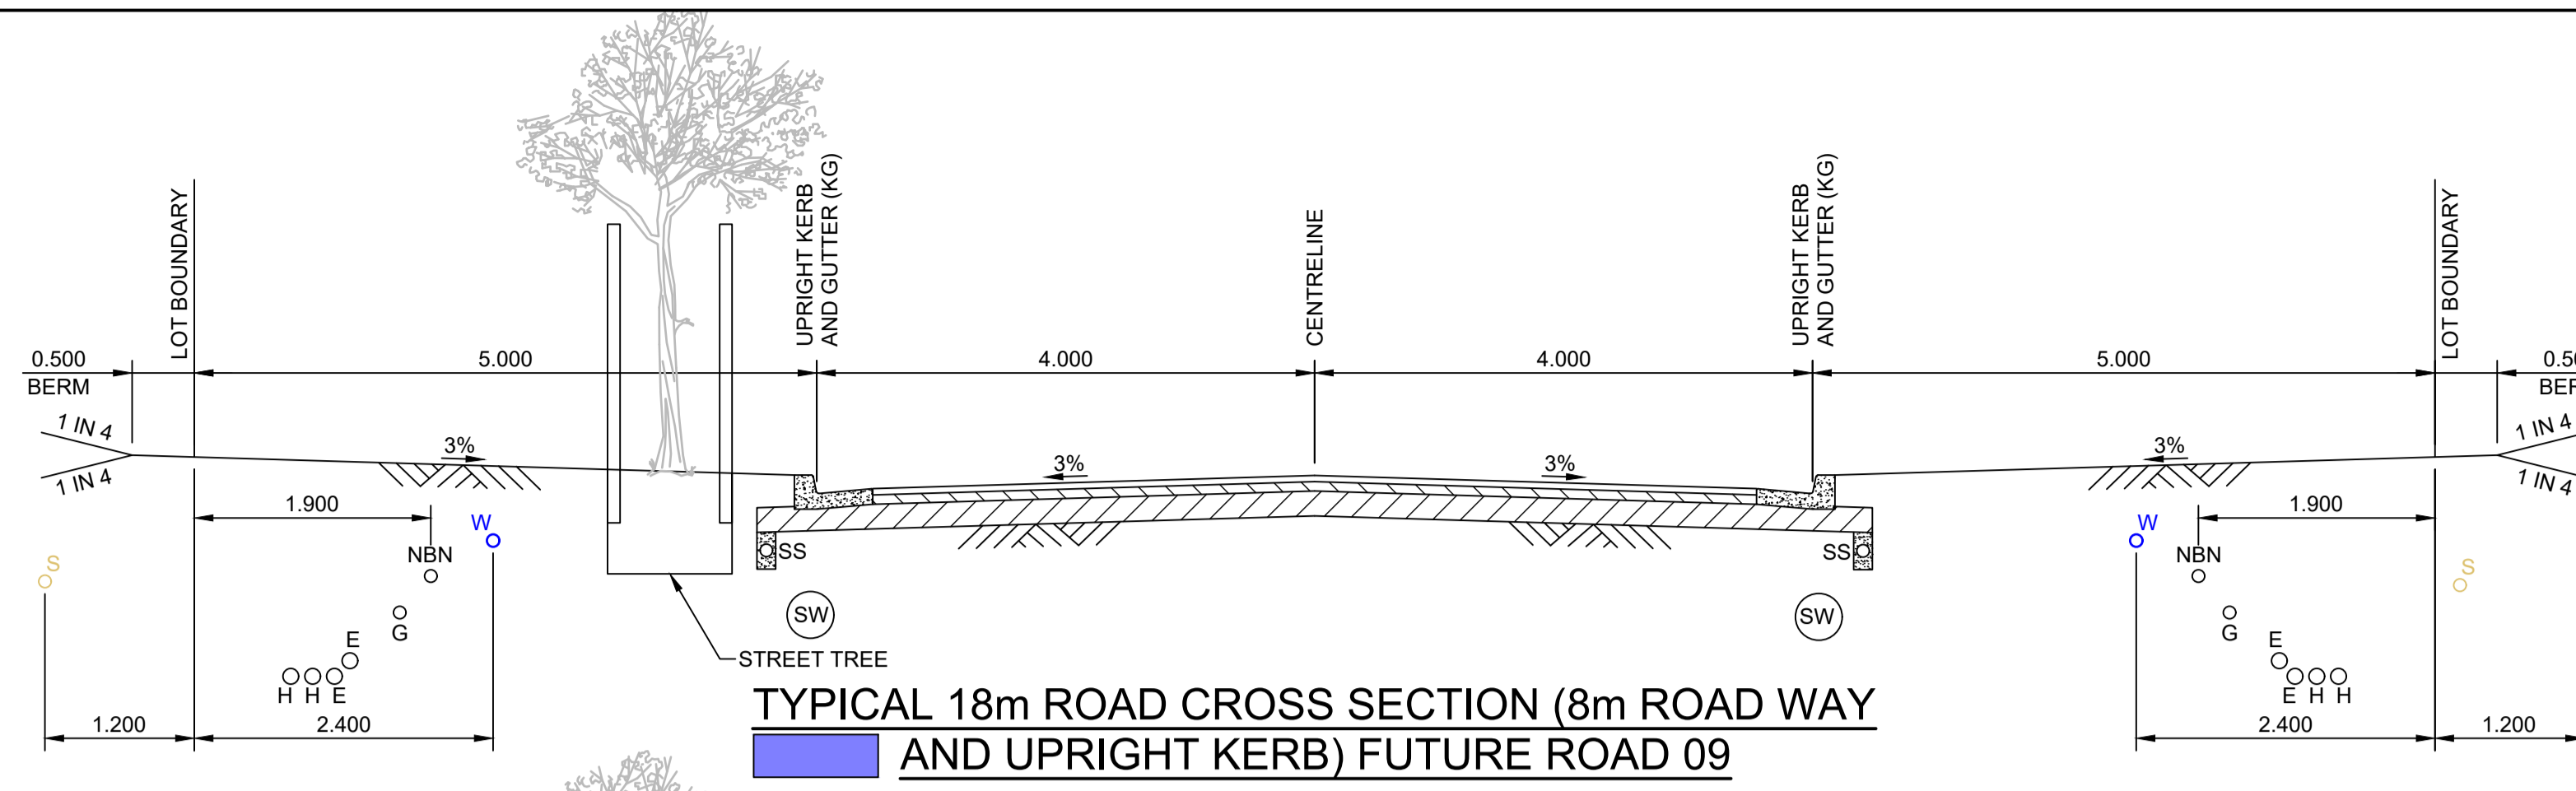 LOT BOUNDARY
UPRIGHT KERB
AND GUTTER (KG)
CENTRELINE
UPRIGHT KERB
AND GUTTER (KG)
LOT BOUNDARY
0.500
BERM
5.000
4.000
4.000
5.000
1 IN 4
1 IN 4
3%
3%
3%
3%
1 IN 4
1 IN 4
1.900
W
NBN
S
G
E
H H E
1.200
2.400
SS
SW
STREET TREE
SS
SW
W
NBN
1.900
S
G
E
E H H
2.400
1.200
TYPICAL 18m ROAD CROSS SECTION (8m ROAD WAY
AND UPRIGHT KERB) FUTURE ROAD 09